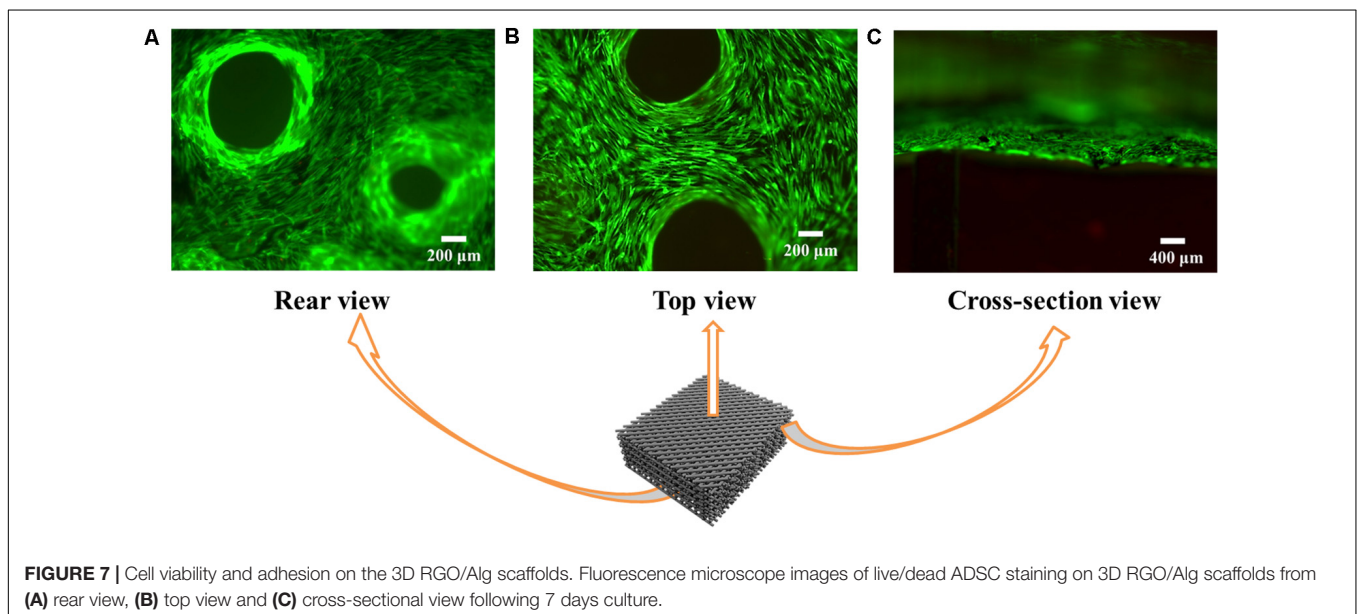 A
B
C
200 µm
200 µm
400 µm
Rear view
Top view
Cross-section view
FIGURE 7 | Cell viability and adhesion on the 3D RGO/Alg scaffolds. Fluorescence microscope images of live/dead ADSC staining on 3D RGO/Alg scaffolds from
(A) rear view, (B) top view and (C) cross-sectional view following 7 days culture.